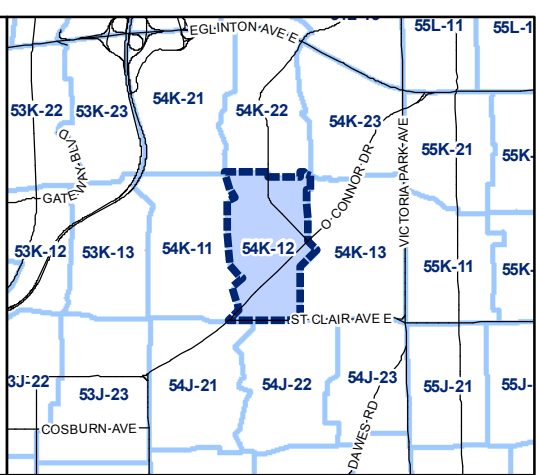 55L-11
55L-1
EGLINTON AVE E
53K-22
53K-23
54K-21
54K-22
54K-23
55K-21
55K-
GATEWAY BLVD
O CONNOR DR
VICTORIA PARK AVE
53K-12
53K-13
54K-11
54K-12
54K-13
55K-11
55K-
ST CLAIR AVE E
3J-22
53J-23
54J-21
54J-22
54J-23
55J-21
55J-
COSBURN AVE
DAWES RD